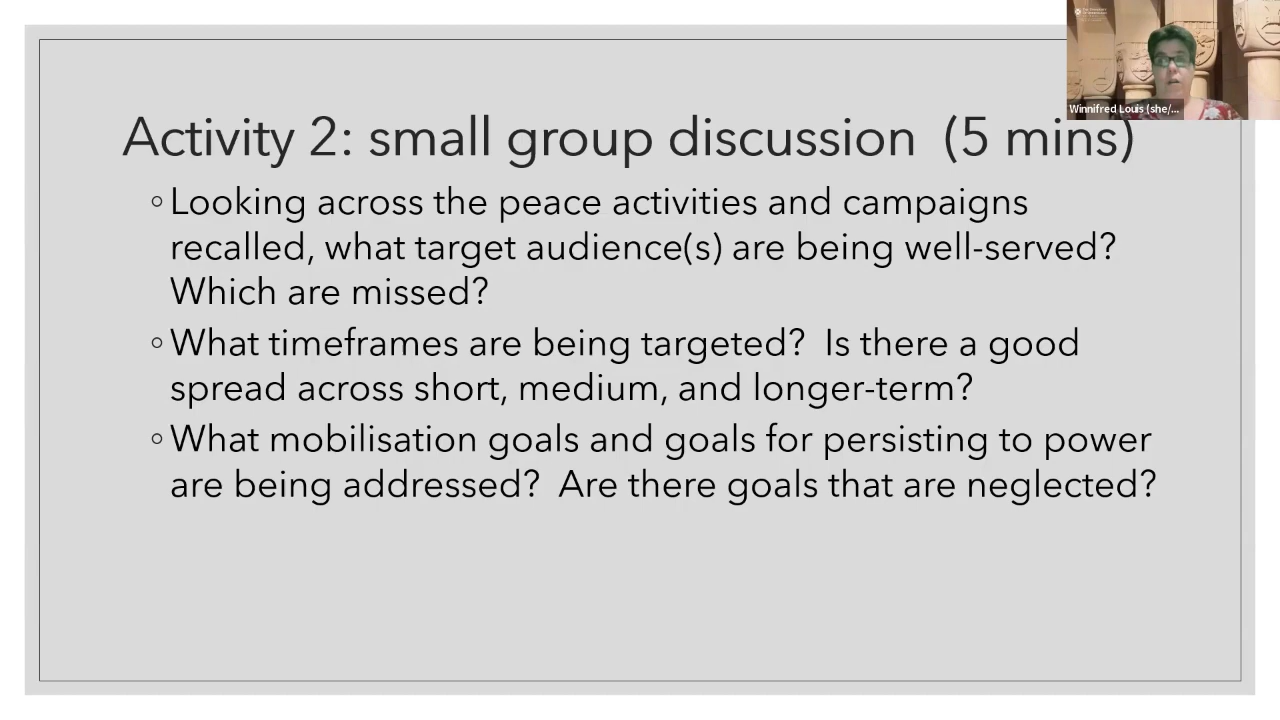 Activity 2: small group discussion (5 mins)
◦ Looking across the peace activities and campaigns
recalled, what target audience(s) are being well-served?
Which are missed?
◦ What timeframes are being targeted? Is there a good
spread across short, medium, and longer-term?
◦ What mobilisation goals and goals for persisting to power
are being addressed? Are there goals that are neglected?
Winnifred Louis (she/...